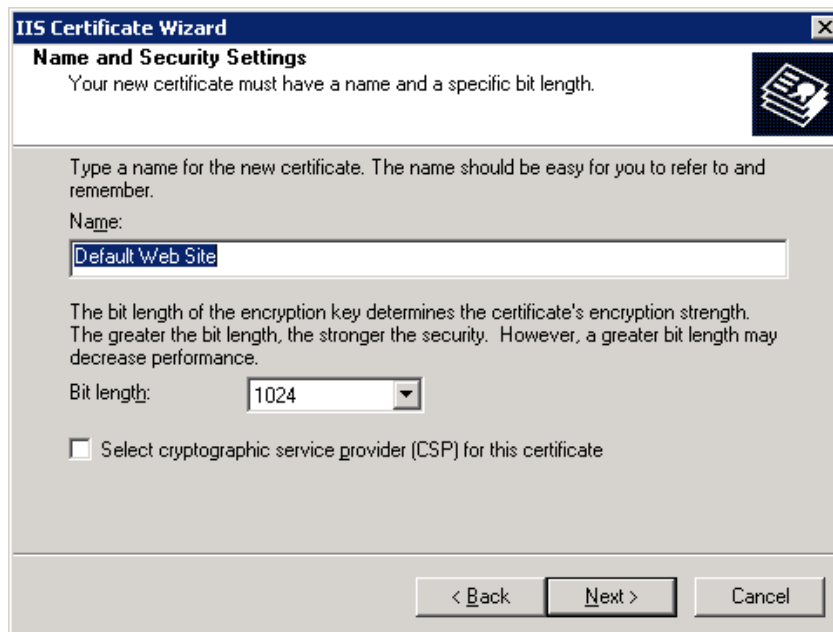 IIS Certificate Wizard
Name and Security Settings
Your new certificate must have a name and a specific bit length.
Type a name for the new certificate. The name should be easy for you to refer to and
remember.
Name:
Default Web Site
The bit length of the encryption key determines the certificate's encryption strength.
The greater the bit length, the stronger the security.  However, a greater bit length may
decrease performance.
Bit length:
1024
Select cryptographic service provider (CSP) for this certificate
< Back
Next >
Cancel